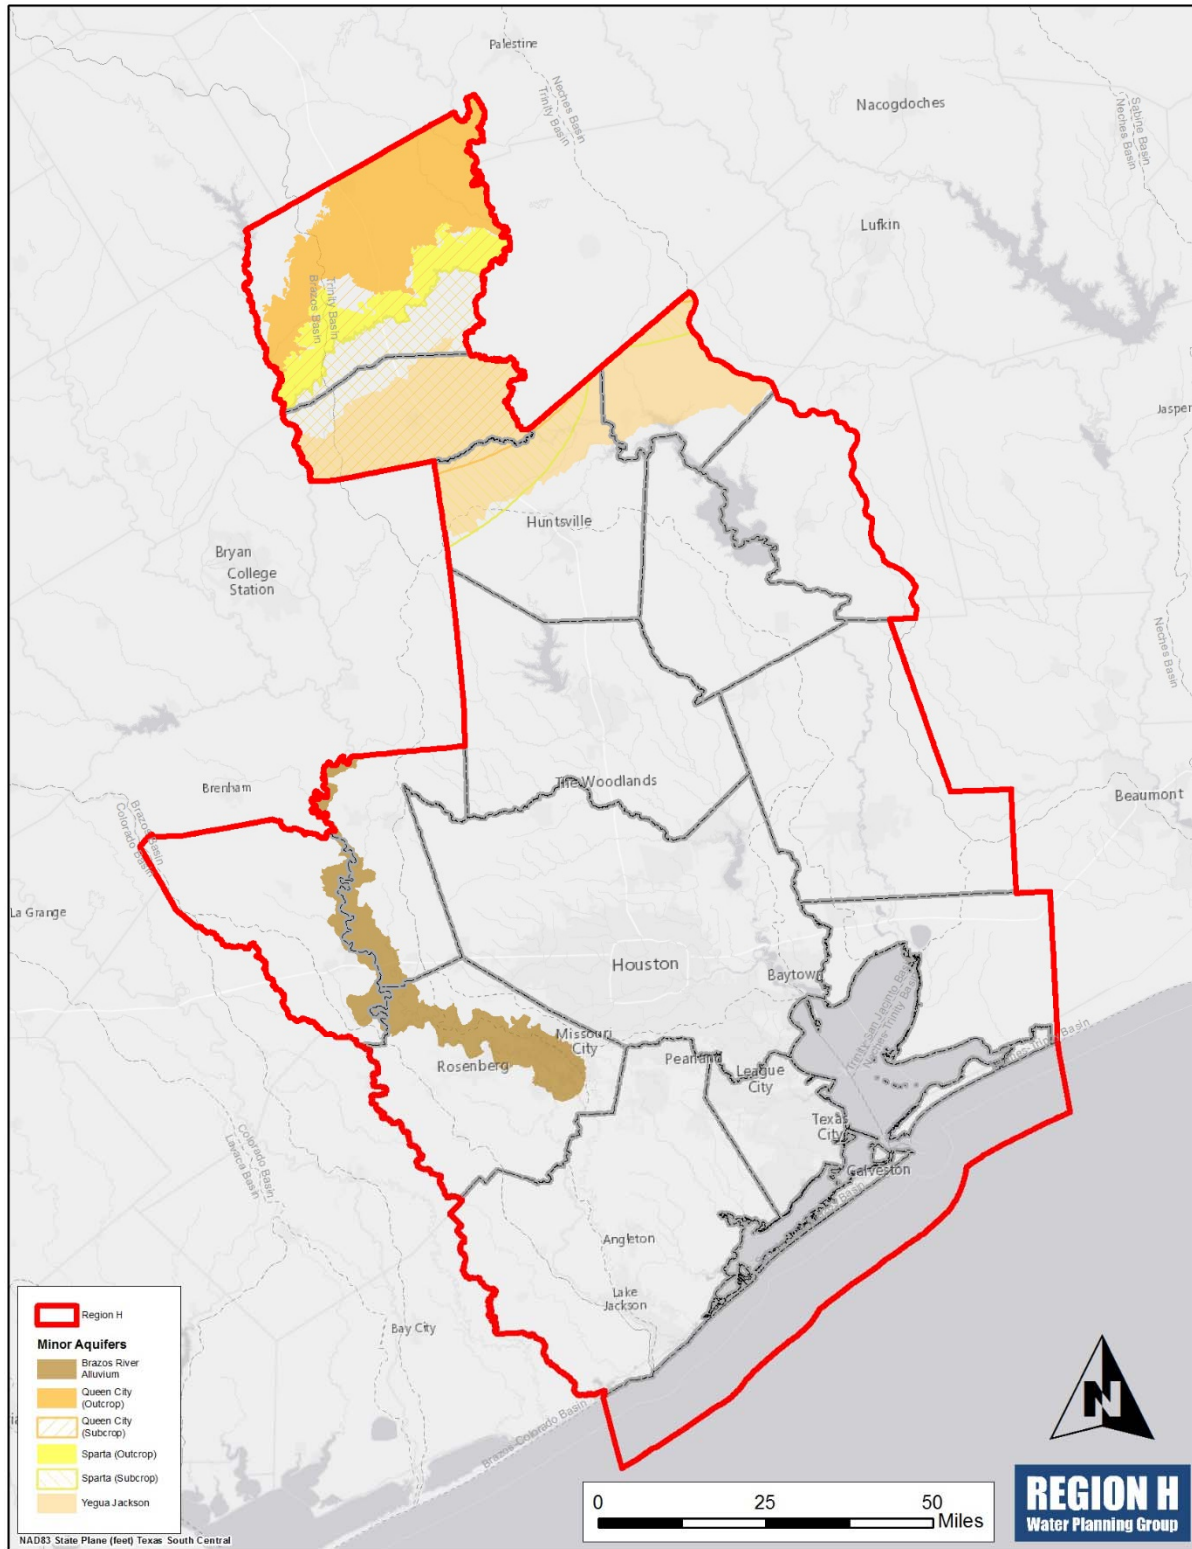 Palestine
Neches Basin
Trinity Basin
Nacogdoches
Sabine Basin
Neches Basin
Lufkin
Trinity Basin
Brazos Basin
Jasper
Huntsville
Bryan
College
Station
Neches Basin
The Woodlands
Brenham
Beaumont
Brazos Basin
Colorado Basin
La Grange
Houston
Baytown
Neches-Trinity Basin
Missouri
City
Rosenberg
Pearland
League
City
Texas
City
Galveston
Colorado Basin
Lavaca Basin
Angleton
Lake
Jackson
Bay City
Brazos-Colorado Basin
Region H
Minor Aquifers
Brazos River
Alluvium
Queen City
(Outcrop)
Queen City
(Subcrop)
Sparta (Outcrop)
Sparta (Subcrop)
Yegua Jackson
NAD83 State Plane (feet) Texas South Central
0 25 50
Miles
N
REGION H
Water Planning Group